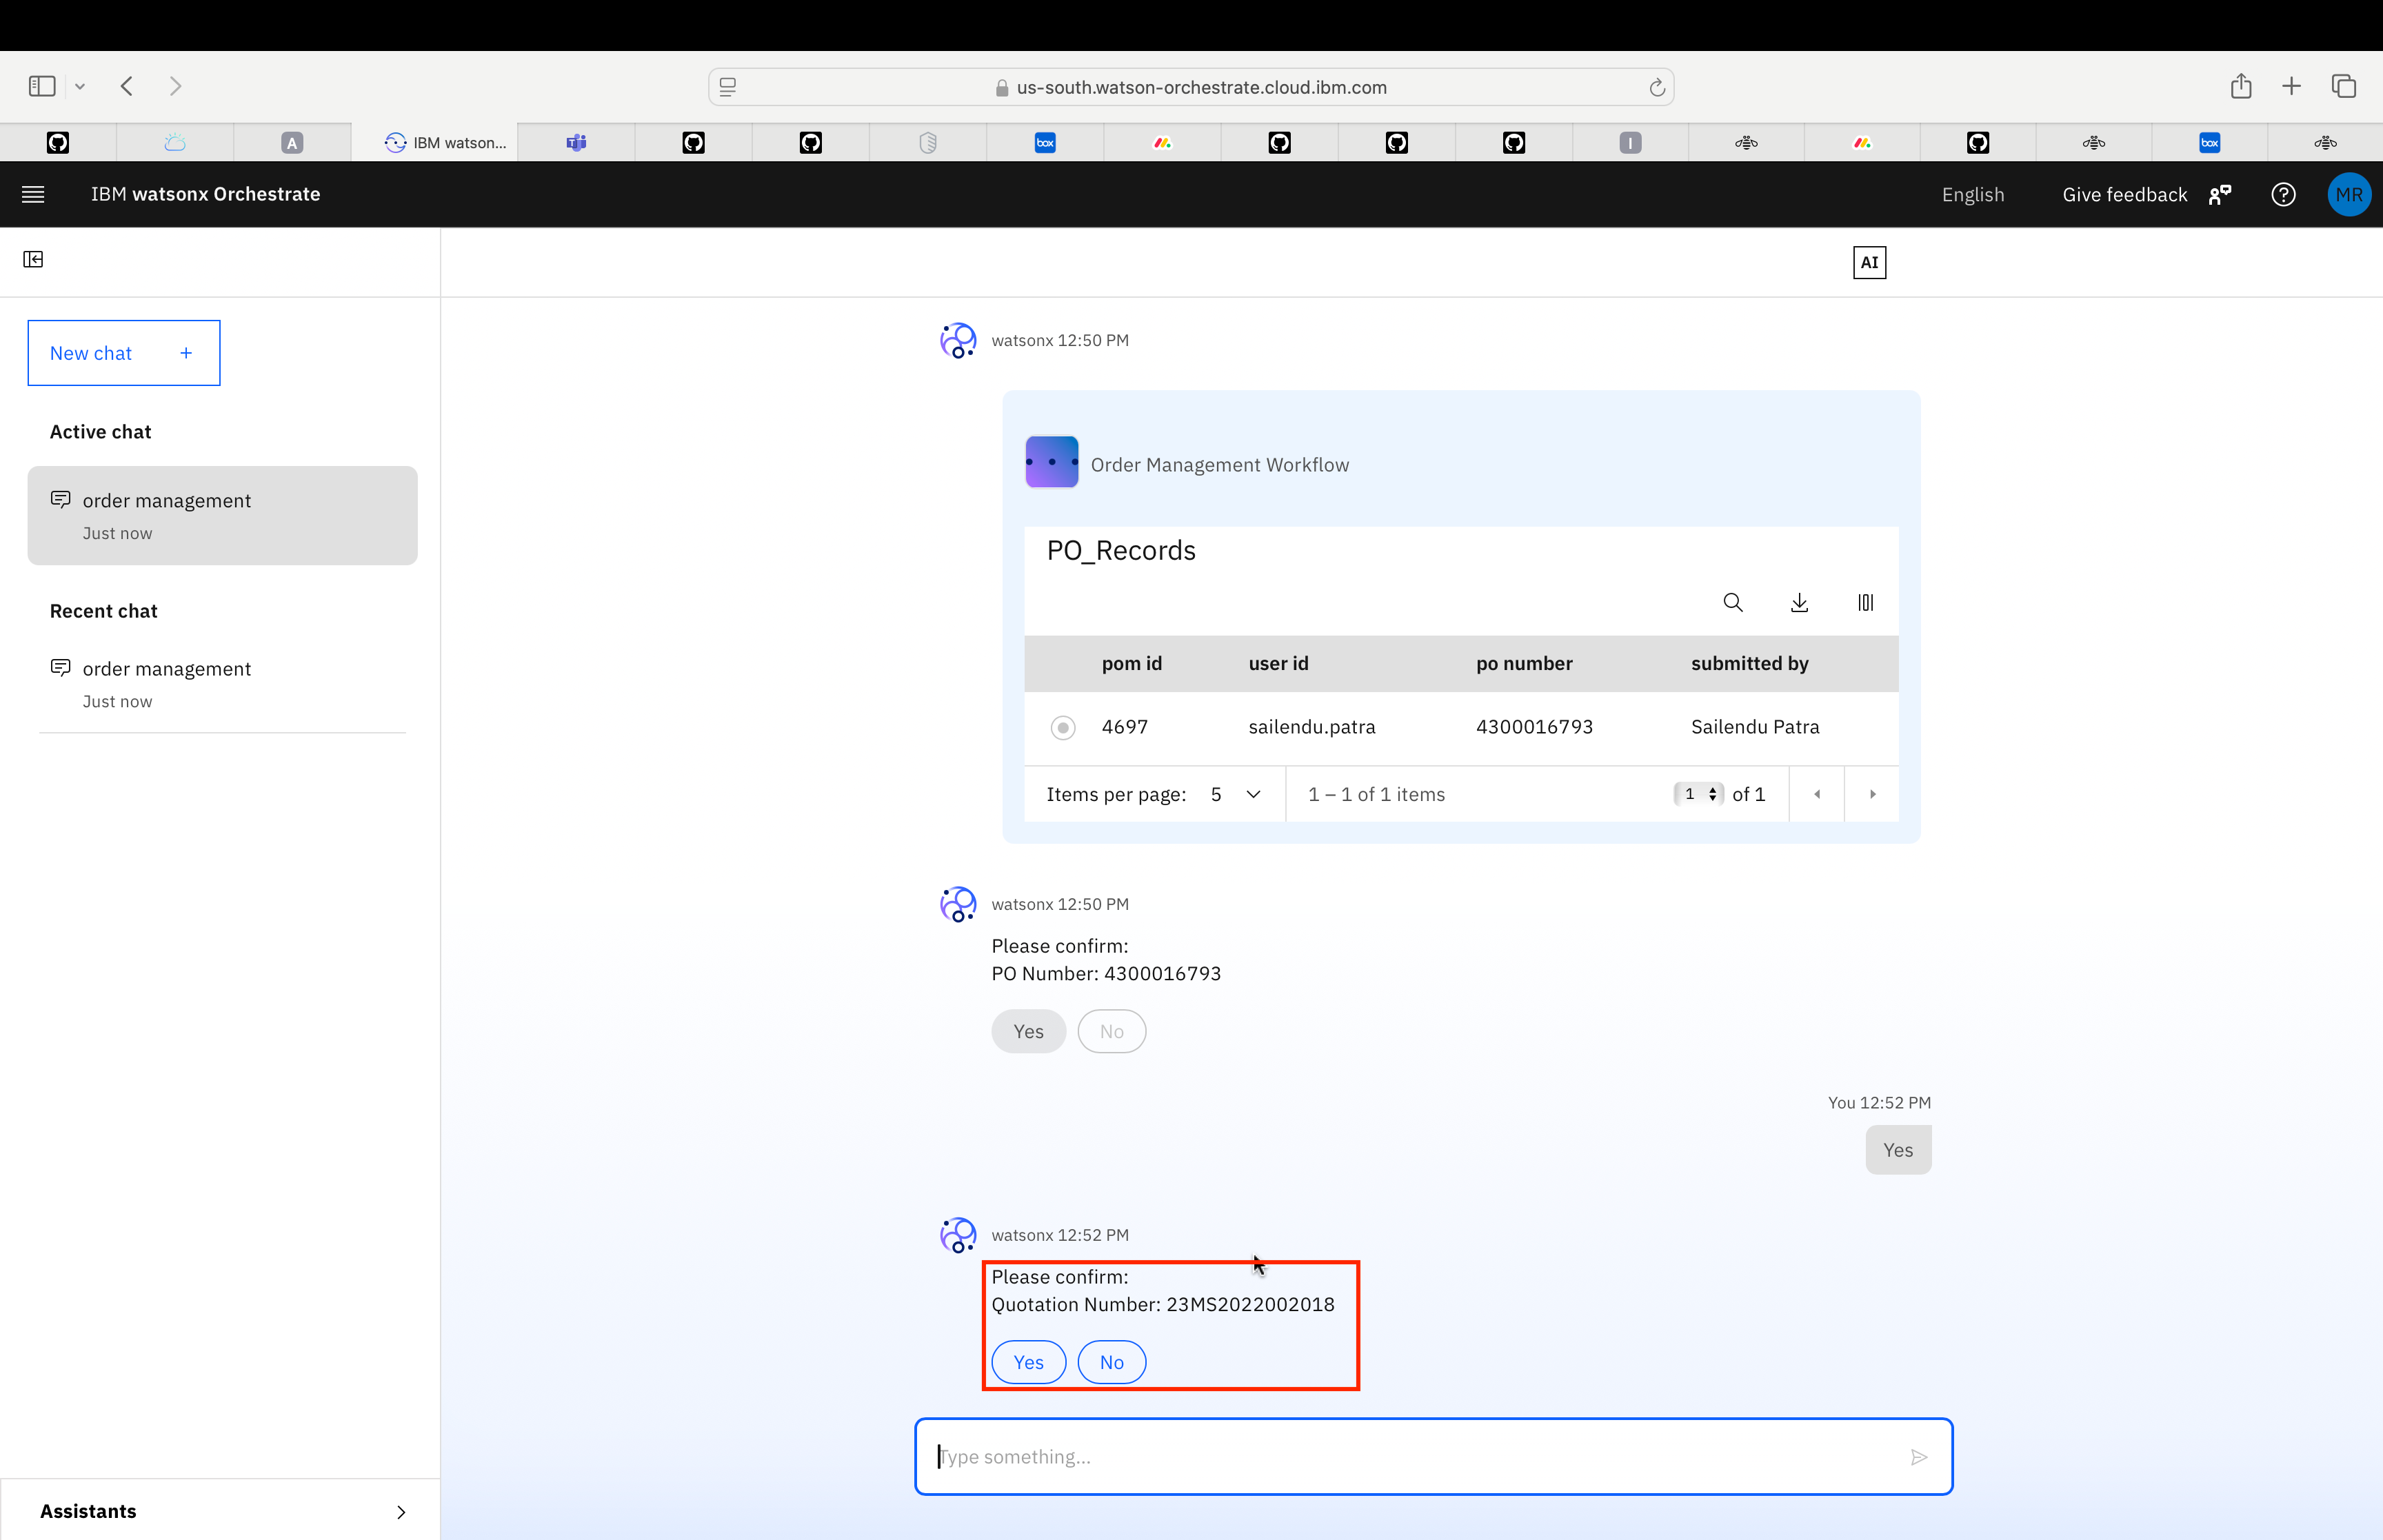 us-south.watson-orchestrate.cloud.ibm.com
A
IBM watson...
T
box
I
box
IBM watsonx Orchestrate
English
Give feedback
MR
AI
New chat +
Active chat
order management
Just now
Recent chat
order management
Just now
Assistants
watsonx 12:50 PM
Order Management Workflow
PO_Records
pom id user id po number submitted by
4697 sailendu.patra 4300016793 Sailendu Patra
Items per page: 5 1 – 1 of 1 items 1 of 1
watsonx 12:50 PM
Please confirm:
PO Number: 4300016793
Yes No
You 12:52 PM
Yes
watsonx 12:52 PM
Please confirm:
Quotation Number: 23MS2022002018
Yes No
Type something...